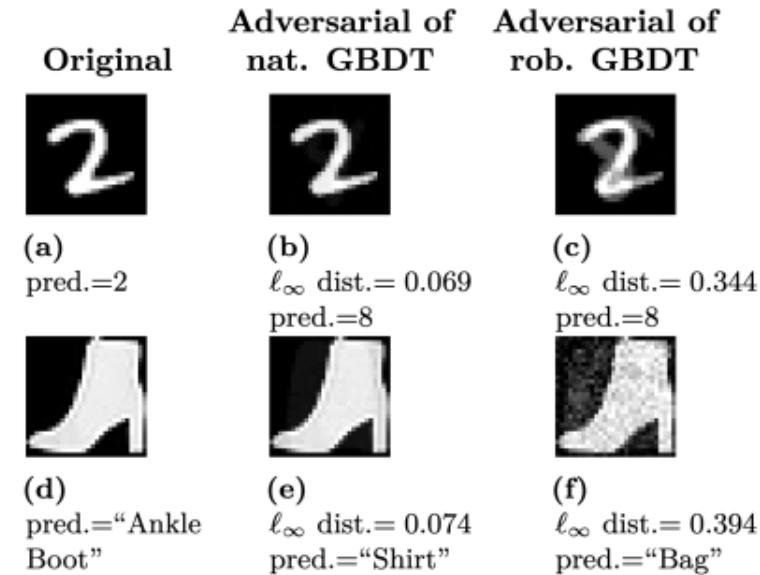 Original
Adversarial of
nat. GBDT
Adversarial of
rob. GBDT
(a)
pred.=2
(b)
ℓ∞ dist.= 0.069
pred.=8
(c)
ℓ∞ dist.= 0.344
pred.=8
(d)
pred.=“Ankle
Boot”
(e)
ℓ∞ dist.= 0.074
pred.=“Shirt”
(f)
ℓ∞ dist.= 0.394
pred.=“Bag”